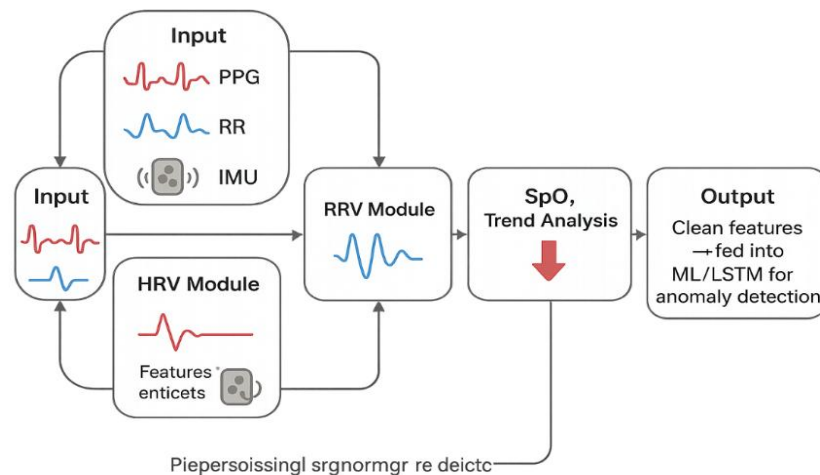 Input
PPG
RR
IMU
Input
HRV Module
Features
enticets
RRV Module
SpO,
Trend Analysis
Output
Clean features
→fed into
ML/LSTM for
anomaly detection
Piepersoissingl srgnormgr re deictc